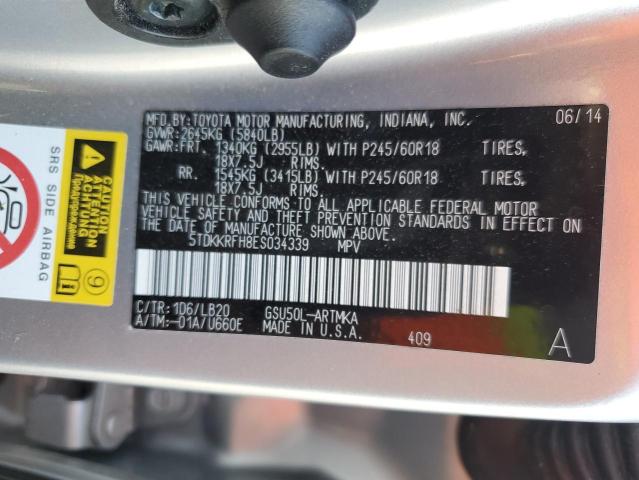 MFD.BY:TOYOTA MOTOR MANUFACTURING, INDIANA, INC. 06/14
GVWR:2645KG (5840LB)
GAWR:FRT. 1340KG (2955LB) WITH P245/60R18 TIRES,
18X7.5J RIMS,
RR. 1545KG (3415LB) WITH P245/60R18 TIRES,
18X7.5J RIMS,
THIS VEHICLE CONFORMS TO ALL APPLICABLE FEDERAL MOTOR
VEHICLE SAFETY AND THEFT PREVENTION STANDARDS IN EFFECT ON
THE DATE OF MANUFACTURE SHOWN ABOVE.
5TDKKRFH8ES034339 MPV
C/TR:1D6/LB20 GSU50L-ARTMKA
A/TM:-01A/U660E MADE IN U.S.A. 409 A
SRS SIDE AIRBAG
ATTENTION
ACHTUNG
9